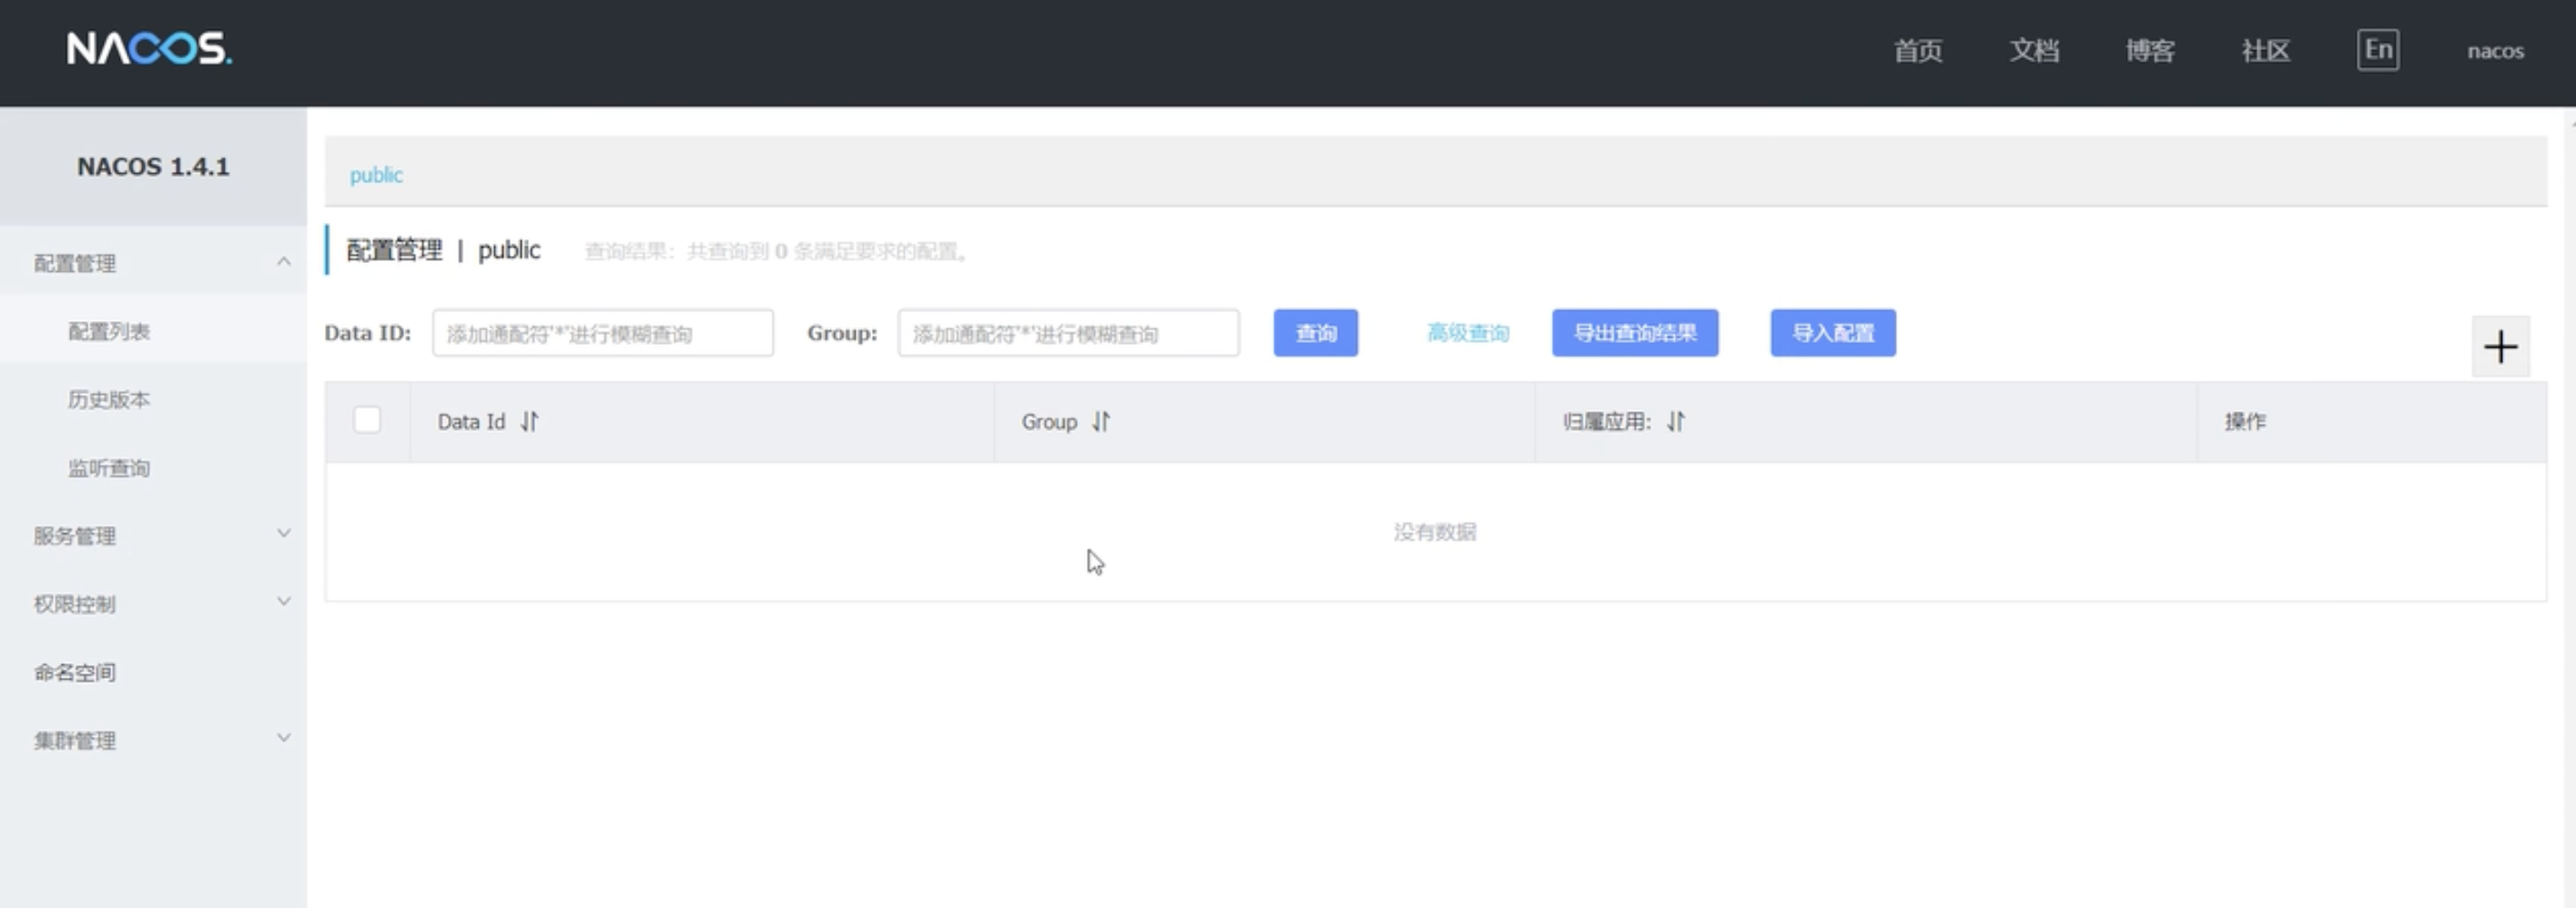 NACOS. 首页 文档 博客 社区 En nacos
NACOS 1.4.1
配置管理
配置列表
历史版本
监听查询
服务管理
权限控制
命名空间
集群管理
public
配置管理 | public 查询结果：共查询到 0 条满足要求的配置。
Data ID: 添加通配符'*'进行模糊查询 Group: 添加通配符'*'进行模糊查询 查询 高级查询 导出查询结果 导入配置 +
Data Id Group 归属应用: 操作
没有数据